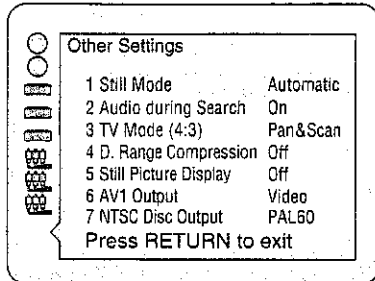 Other Settings
1 Still Mode Automatic
2 Audio during Search On
3 TV Mode (4:3) Pan&Scan
4 D. Range Compression Off
5 Still Picture Display Off
6 AV1 Output Video
7 NTSC Disc Output PAL60
Press RETURN to exit